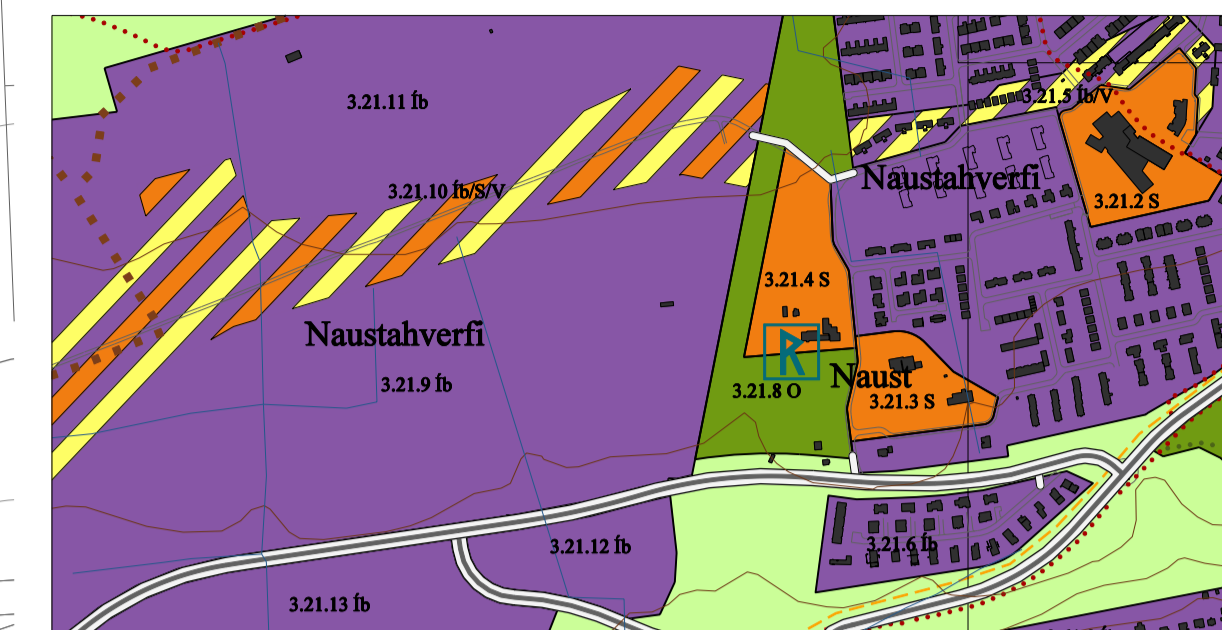 3.21.11 Íb
3.21.5 Íb/V
Naustahverfi
3.21.10 Íb/S/V
3.21.2 S
3.21.4 S
Naustahverfi
R
Naust
3.21.9 Íb
3.21.8 O
3.21.3 S
3.21.12 Íb
3.21.6 Íb
3.21.13 Íb